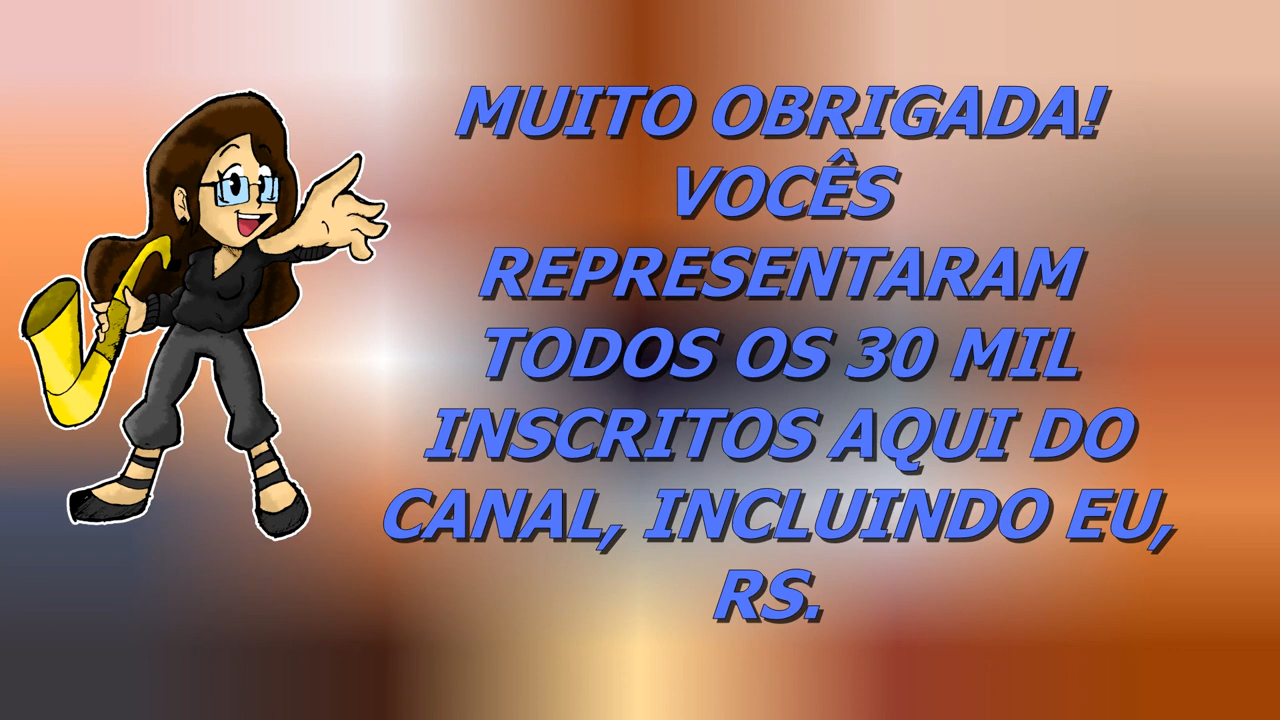 MUITO OBRIGADA!
VOCÊS
REPRESENTARAM
TODOS OS 30 MIL
INSCRITOS AQUI DO
CANAL, INCLUINDO EU,
RS.